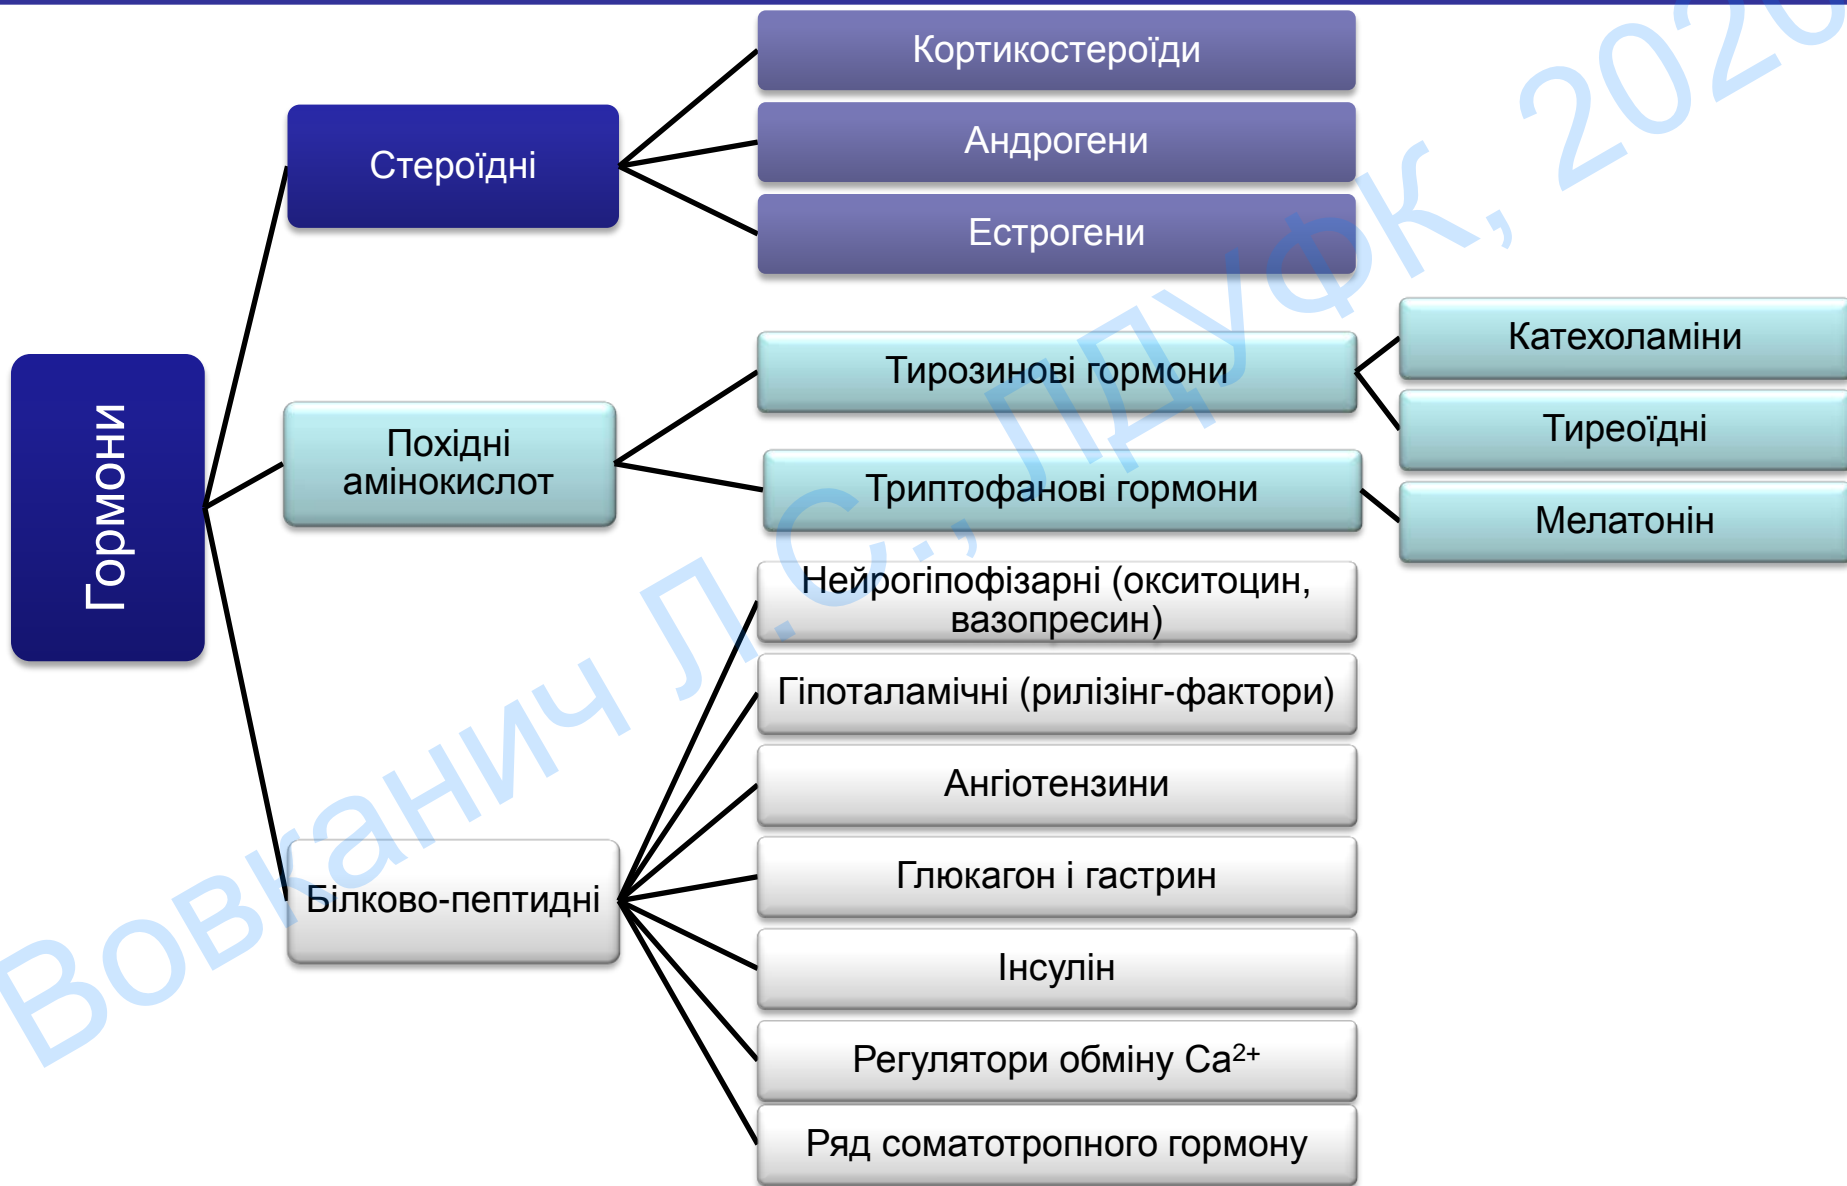 Гормони
Стероїдні
Кортикостероїди
Андрогени
Естрогени
Похідні
амінокислот
Тирозинові гормони
Катехоламіни
Тиреоїдні
Триптофанові гормони
Мелатонін
Білково-пептидні
Нейрогіпофізарні (окситоцин,
вазопресин)
Гіпоталамічні (рилізінг-фактори)
Ангіотензини
Глюкагон і гастрин
Інсулін
Регулятори обміну Ca²⁺
Ряд соматотропного гормону
Вовканич Л.С., ЛДУФК, 2020